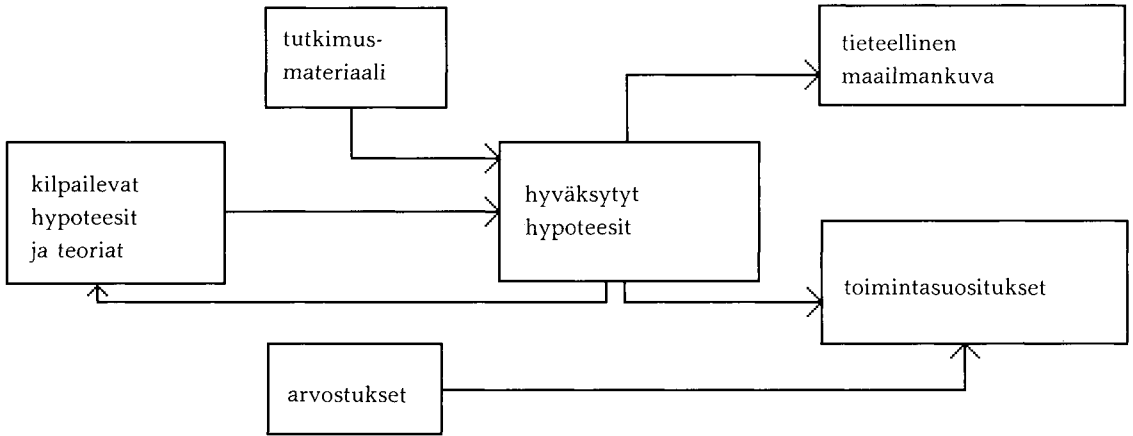 tutkimus-
materiaali
tieteellinen
maailmankuva
kilpailevat
hypoteesit
ja teoriat
hyväksytyt
hypoteesit
toimintasuositukset
arvostukset